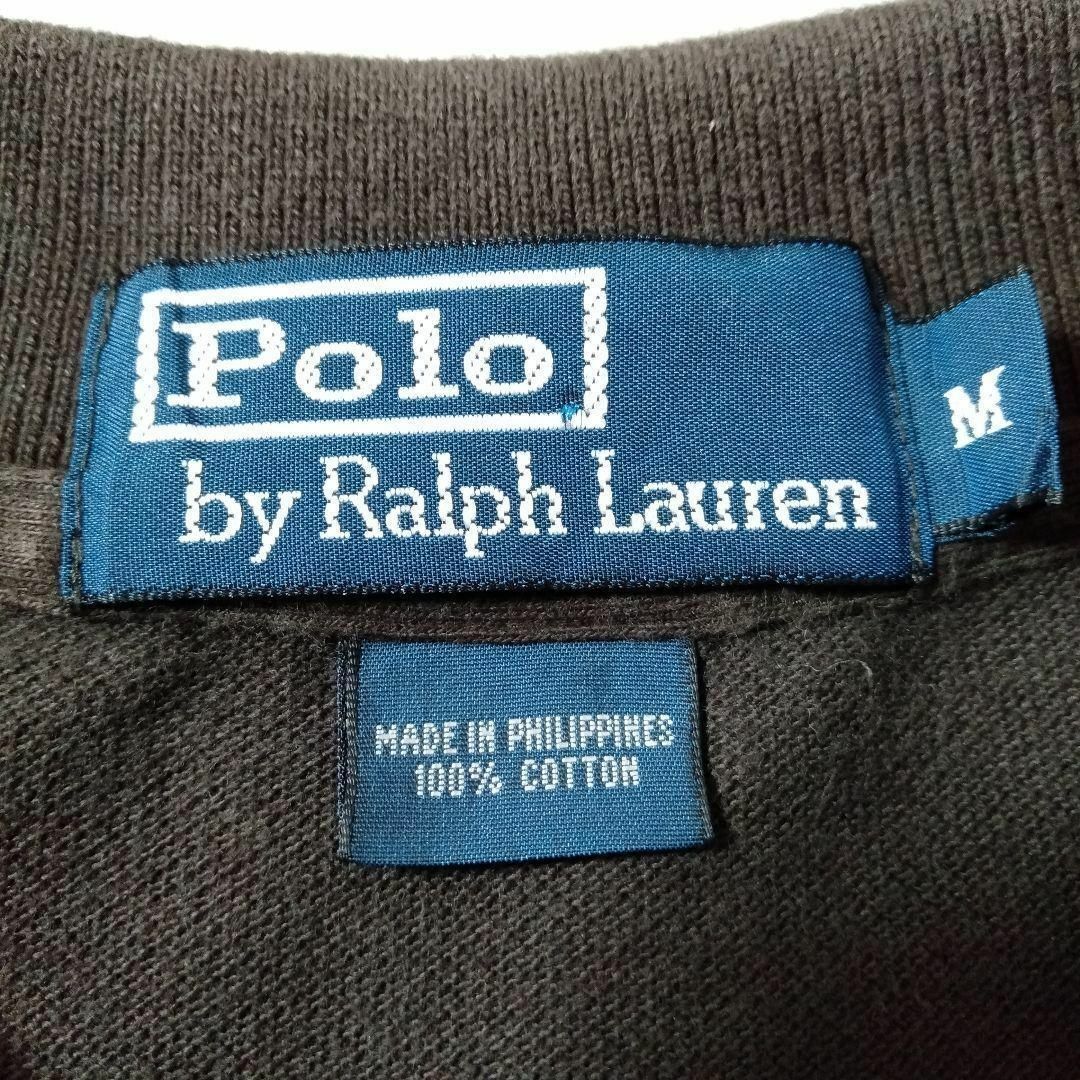 Polo
by Ralph Lauren
M
MADE IN PHILIPPINES
100% COTTON